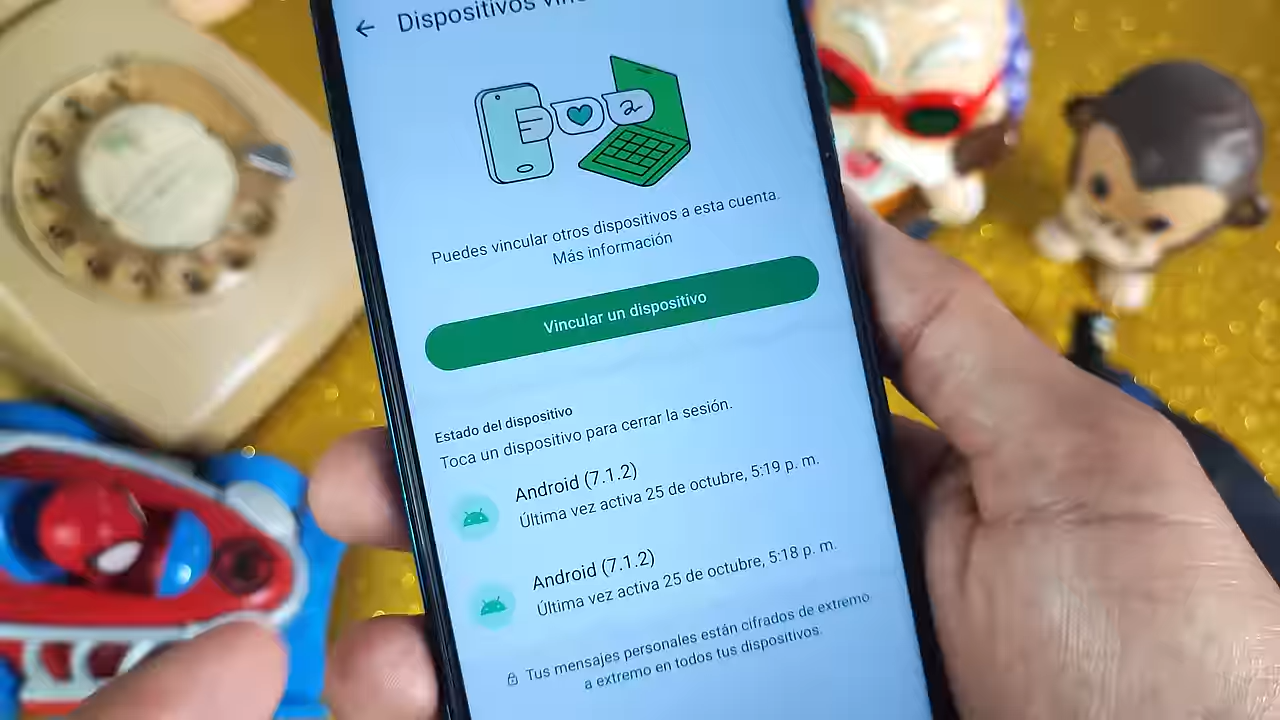 Dispositivos
Puedes vincular otros dispositivos a esta cuenta.
Más información
Vincular un dispositivo
Estado del dispositivo
Toca un dispositivo para cerrar la sesión.
Android (7.1.2)
Última vez activa 25 de octubre, 5:19 p. m.
Android (7.1.2)
Última vez activa 25 de octubre, 5:18 p. m.
Tus mensajes personales están cifrados de extremo
a extremo en todos tus dispositivos.